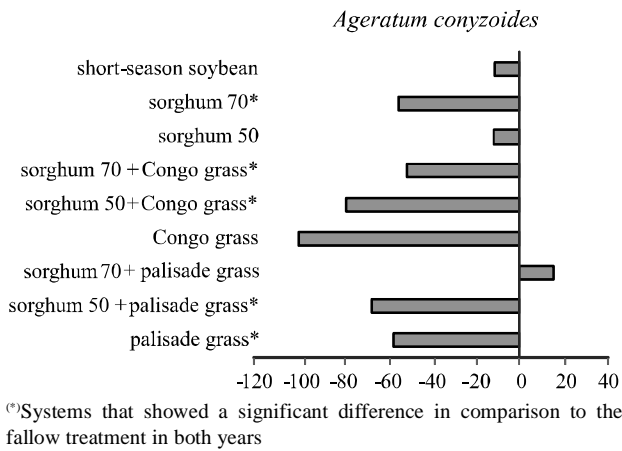 Ageratum conyzoides
short-season soybean
sorghum 70*
sorghum 50
sorghum 70 + Congo grass*
sorghum 50+Congo grass*
Congo grass
sorghum70+ palisade grass
sorghum 50 +palisade grass*
palisade grass*
-120 -100 -80 -60 -40 -20 0 20 40
(*)Systems that showed a significant difference in comparison to the
fallow treatment in both years